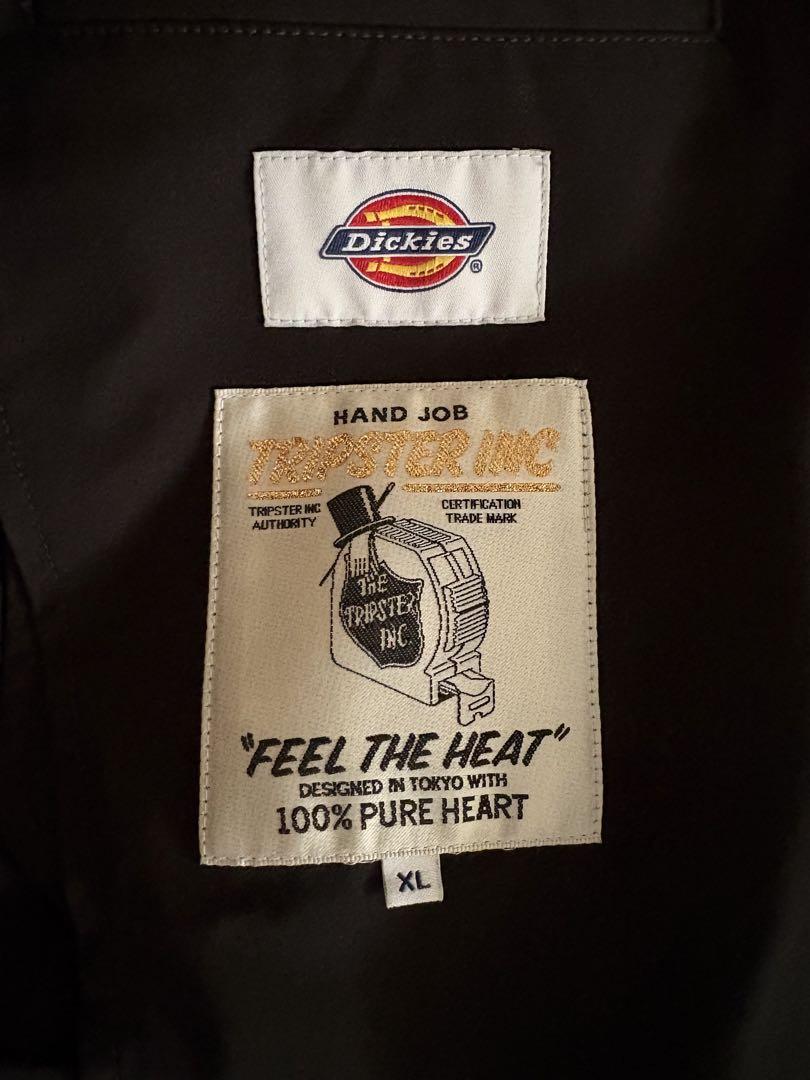 Dickies
®
HAND JOB
TRIPSTER INC
TRIPSTER INC
AUTHORITY
CERTIFICATION
TRADE MARK
THE
TRIPSTER
INC
"FEEL THE HEAT"
DESIGNED IN TOKYO WITH
100% PURE HEART
XL